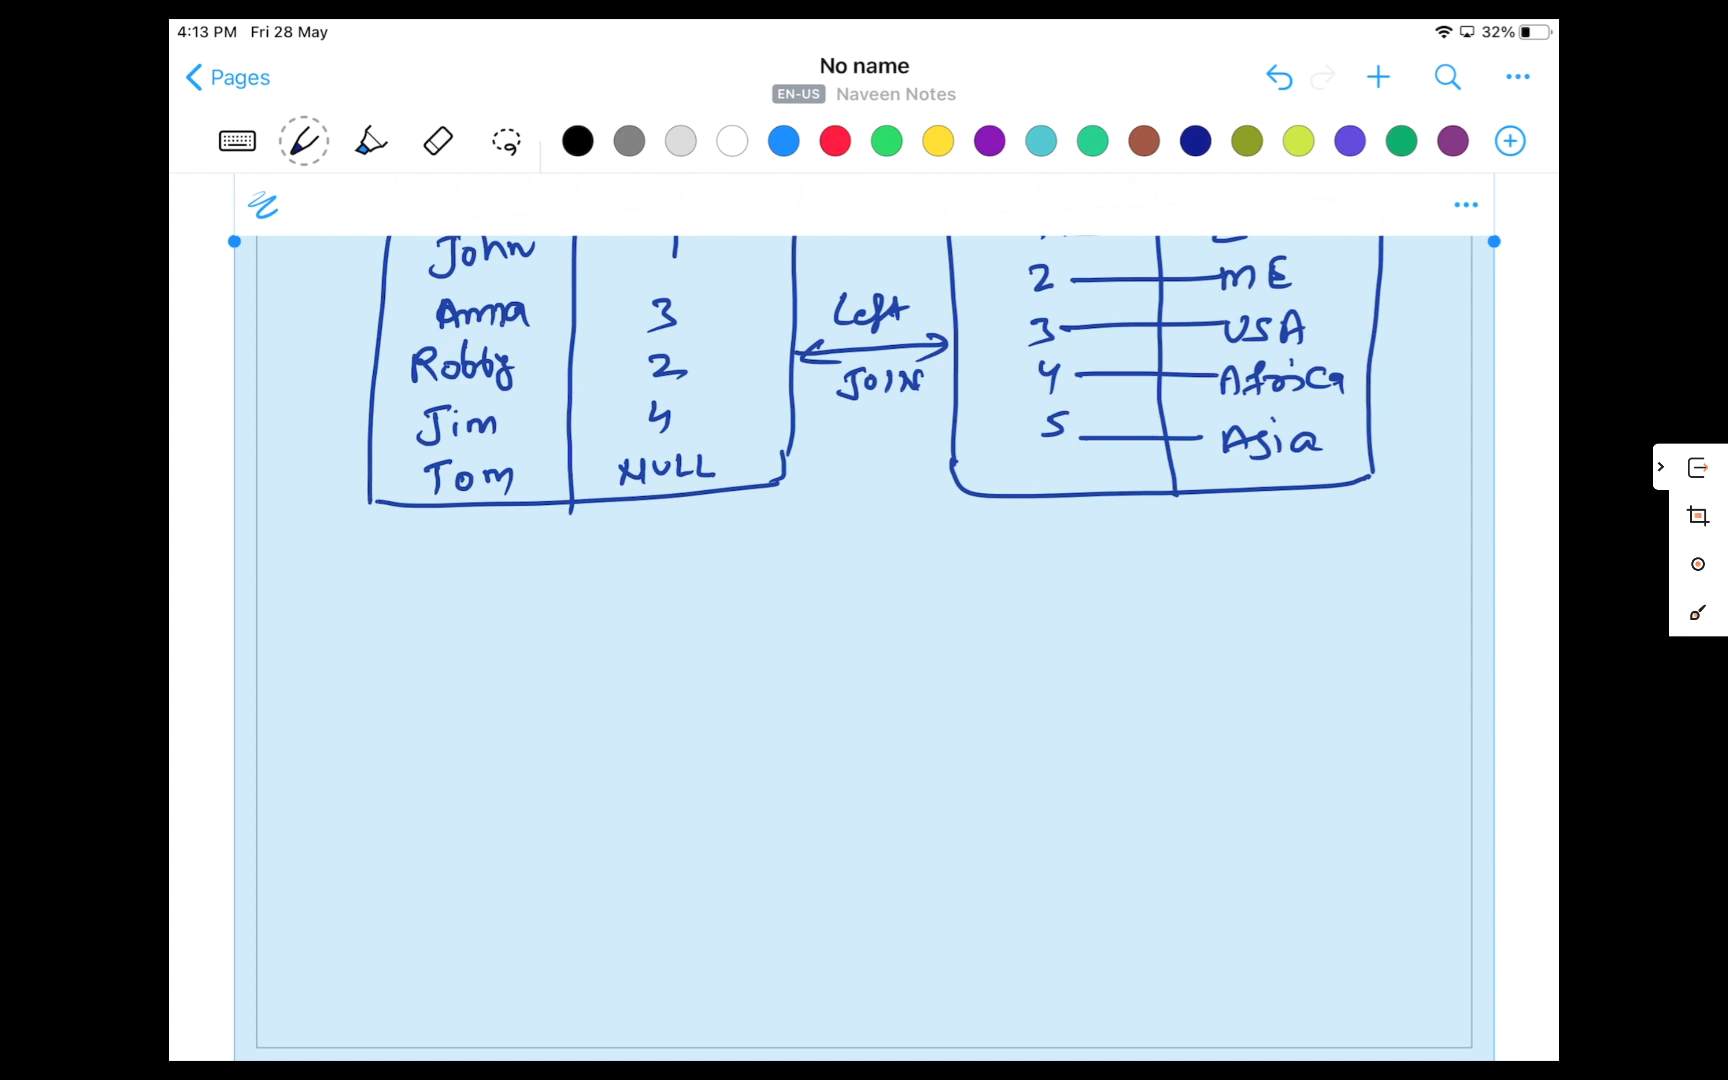 4:13 PM Fri 28 May 32%
Pages
No name
EN-US Naveen Notes
John 1
2 ME
Anna 3 Left 3 USA
Robby 2 JOIN 4 Africa
Jim 4 5 Asia
Tom NULL